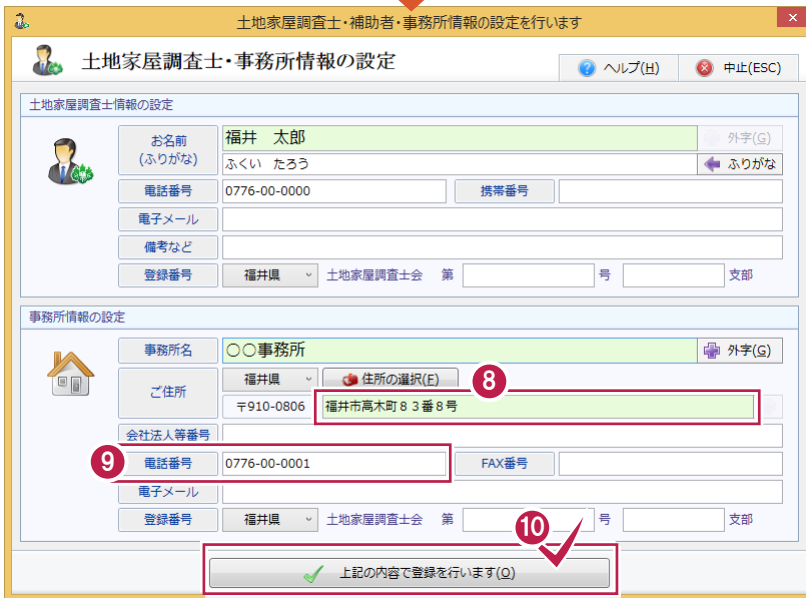 土地家屋調査士・補助者・事務所情報の設定を行います
土地家屋調査士・事務所情報の設定
ヘルプ(H)
中止(ESC)
土地家屋調査士情報の設定
お名前
(ふりがな)
福井 太郎
外字(G)
ふくい たろう
ふりがな
電話番号
0776-00-0000
携帯番号
電子メール
備考など
登録番号
福井県
土地家屋調査士会 第
号
支部
事務所情報の設定
事務所名
〇〇事務所
外字(G)
ご住所
福井県
住所の選択(F)
8
〒910-0806
福井市高木町83番8号
会社法人等番号
9
電話番号
0776-00-0001
FAX番号
電子メール
登録番号
福井県
土地家屋調査士会 第
号
支部
10
上記の内容で登録を行います(O)